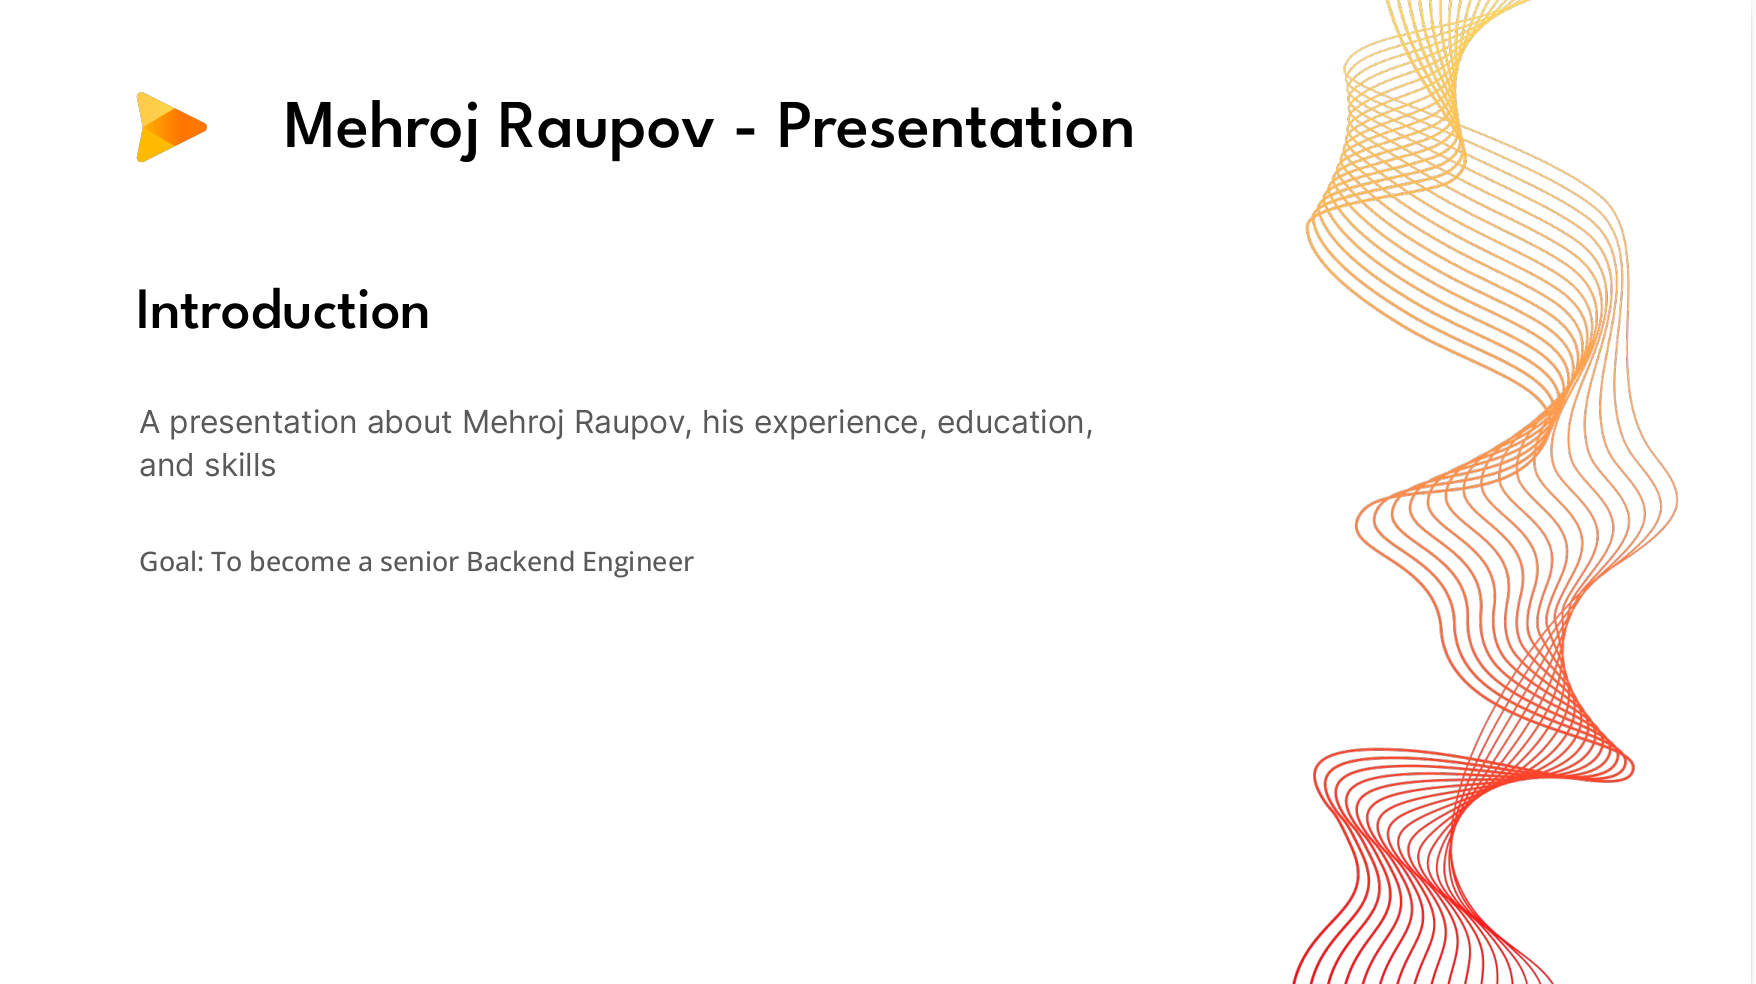 Mehroj Raupov - Presentation
Introduction
A presentation about Mehroj Raupov, his experience, education,
and skills
Goal: To become a senior Backend Engineer